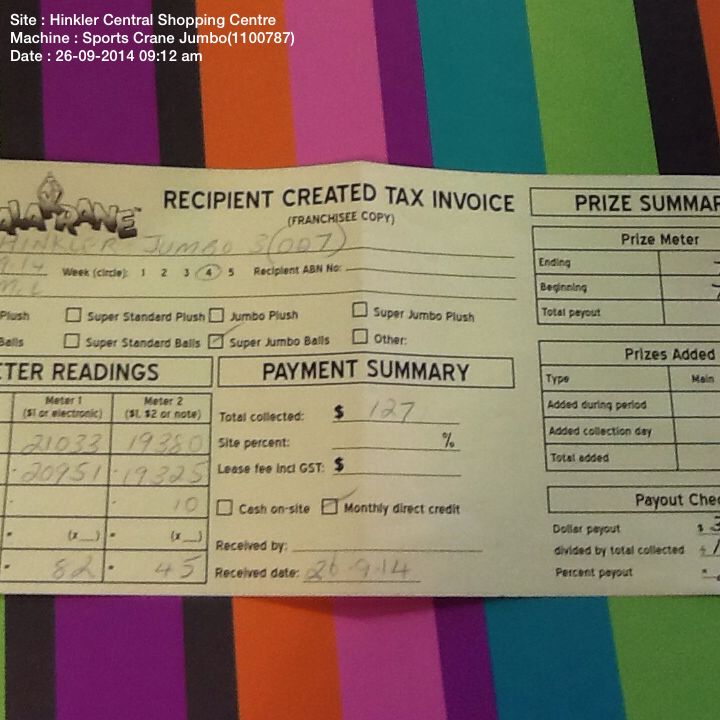 Site : Hinkler Central Shopping Centre
Machine : Sports Crane Jumbo(1100787)
Date : 26-09-2014 09:12 am
RECIPIENT CREATED TAX INVOICE
(FRANCHISEE COPY)
HINKLER JUMBO 3 (007)
Week (circle): 1 2 3 4 5 Recipient ABN No:
Plush Super Standard Plush Jumbo Plush Super Jumbo Plush
Balls Super Standard Balls Super Jumbo Balls Other:
TER READINGS
Meter 1 Meter 2
($1 or electronic) ($1, $2 or note)
21033 19380
20951 19325
10
(x__) (x__)
82 45
PAYMENT SUMMARY
Total collected: $ 127
Site percent: %
Lease fee incl GST: $
Cash on-site Monthly direct credit
Received by:
Received date: 26.9.14
PRIZE SUMMAR
Prize Meter
Ending
Beginning
Total payout
Prizes Added
Type Main
Added during period
Added collection day
Total added
Payout Chec
Dollar payout $
divided by total collected ÷
Percent payout